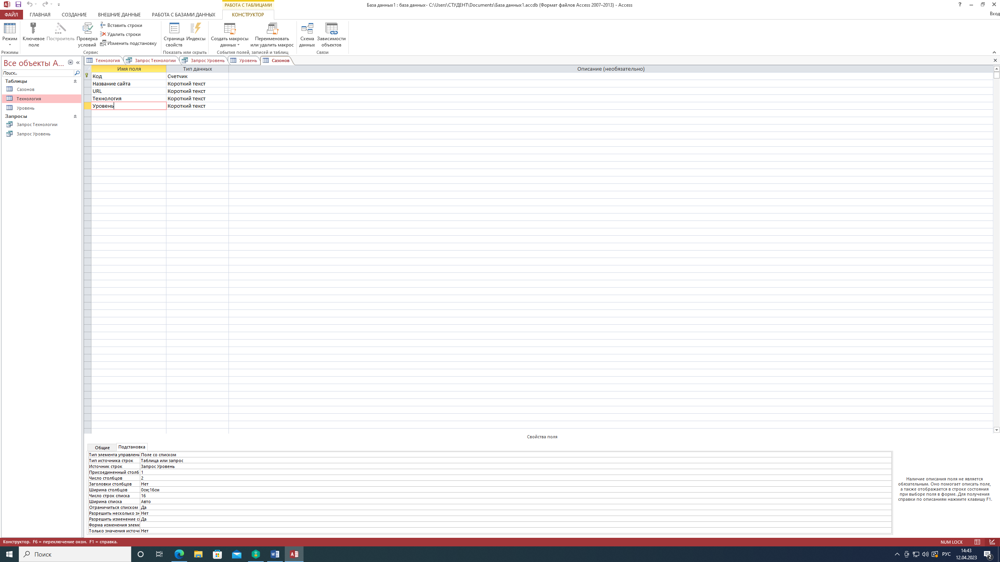 РАБОТА С ТАБЛИЦАМИ
База данных1 : база данных- C:\Users\СТУДЕНТ\Documents\База данных1.accdb (Формат файлов Access 2007–2013) - Access
ФАЙЛ ГЛАВНАЯ СОЗДАНИЕ ВНЕШНИЕ ДАННЫЕ РАБОТА С БАЗАМИ ДАННЫХ КОНСТРУКТОР Вход
Режим
Ключевое поле
Построитель
Проверка условий
Вставить строки
Удалить строки
Изменить подстановку
Страница свойств
Индексы
Создать макросы данных
Переименовать или удалить макрос
Схема данных
Зависимости объектов
Режимы Сервис Показать или скрыть События полей, записей и таблиц Связи
Все объекты A...
Поиск...
Таблицы
Сазонов
Технология
Уровень
Запросы
Запрос Технологии
Запрос Уровень
Технология Запрос Технологии Запрос Уровень Уровень Сазонов
Имя поля Тип данных Описание (необязательно)
Код Счетчик
Название сайта Короткий текст
URL Короткий текст
Технология Короткий текст
Уровень Короткий текст
Свойства поля
Общие Подстановка
Тип элемента управлени Поле со списком
Тип источника строк Таблица или запрос
Источник строк Запрос Уровень
Присоединенный столб 1
Число столбцов 2
Заголовки столбцов Нет
Ширина столбцов 0см;16см
Число строк списка 16
Ширина списка Авто
Ограничиться списком Да
Разрешить несколько зн Нет
Разрешить изменение сп Да
Форма изменения элеме
Только значения источн Нет
Наличие описания поля не является
обязательным. Оно помогает описать поле,
а также отображается в строке состояния
при выборе поля в форме. Для получения
справки по описаниям нажмите клавишу F1.
Конструктор. F6 = переключение окон. F1 = справка. NUM LOCK
Поиск
РУС
14:43
12.04.2023
2